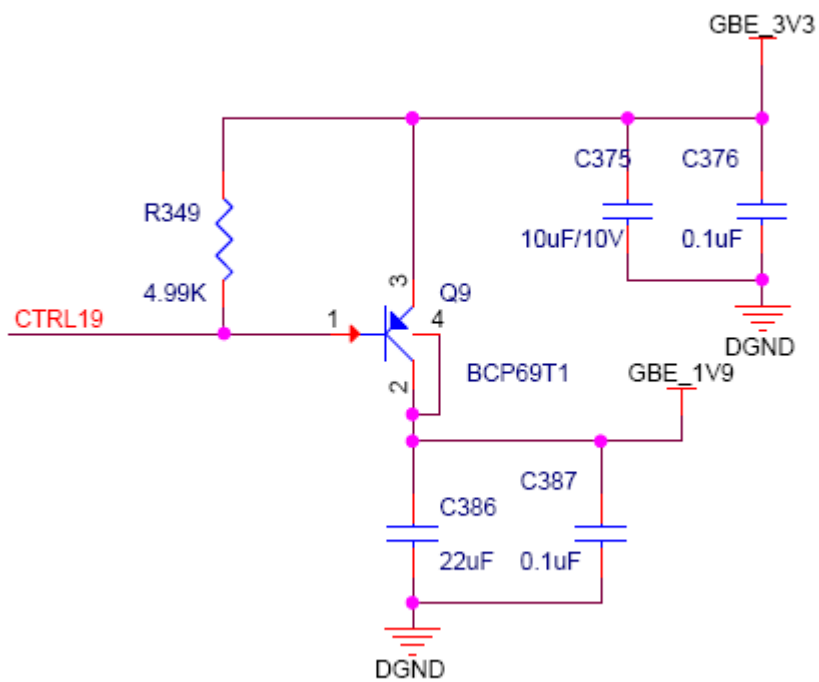 GBE_3V3
C375
C376
R349
10uF/10V
0.1uF
3
Q9
4.99K
CTRL19
1
4
DGND
BCP69T1
GBE_1V9
2
C387
C386
22uF
0.1uF
DGND